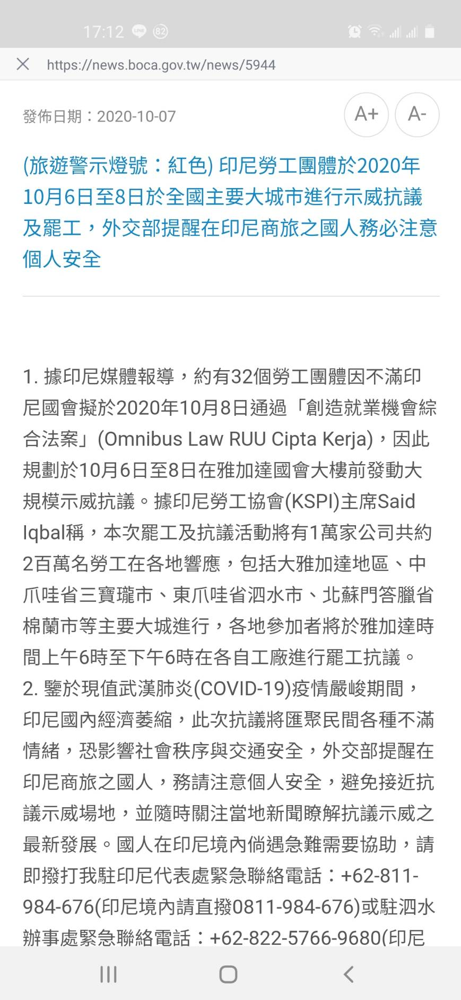 17:12 LINE 82
https://news.boca.gov.tw/news/5944
發佈日期：2020-10-07
A+ A-
(旅遊警示燈號：紅色) 印尼勞工團體於2020年
10月6日至8日於全國主要大城市進行示威抗議
及罷工，外交部提醒在印尼商旅之國人務必注意
個人安全
1. 據印尼媒體報導，約有32個勞工團體因不滿印
尼國會擬於2020年10月8日通過「創造就業機會綜
合法案」(Omnibus Law RUU Cipta Kerja)，因此
規劃於10月6日至8日在雅加達國會大樓前發動大
規模示威抗議。據印尼勞工協會(KSPI)主席Said
Iqbal稱，本次罷工及抗議活動將有1萬家公司共約
2百萬名勞工在各地響應，包括大雅加達地區、中
爪哇省三寶瓏市、東爪哇省泗水市、北蘇門答臘省
棉蘭市等主要大城進行，各地參加者將於雅加達時
間上午6時至下午6時在各自工廠進行罷工抗議。
2. 鑒於現值武漢肺炎(COVID-19)疫情嚴峻期間，
印尼國內經濟萎縮，此次抗議將匯聚民間各種不滿
情緒，恐影響社會秩序與交通安全，外交部提醒在
印尼商旅之國人，務請注意個人安全，避免接近抗
議示威場地，並隨時關注當地新聞瞭解抗議示威之
最新發展。國人在印尼境內倘遇急難需要協助，請
即撥打我駐印尼代表處緊急聯絡電話：+62-811-
984-676(印尼境內請直撥0811-984-676)或駐泗水
辦事處緊急聯絡電話：+62-822-5766-9680(印尼